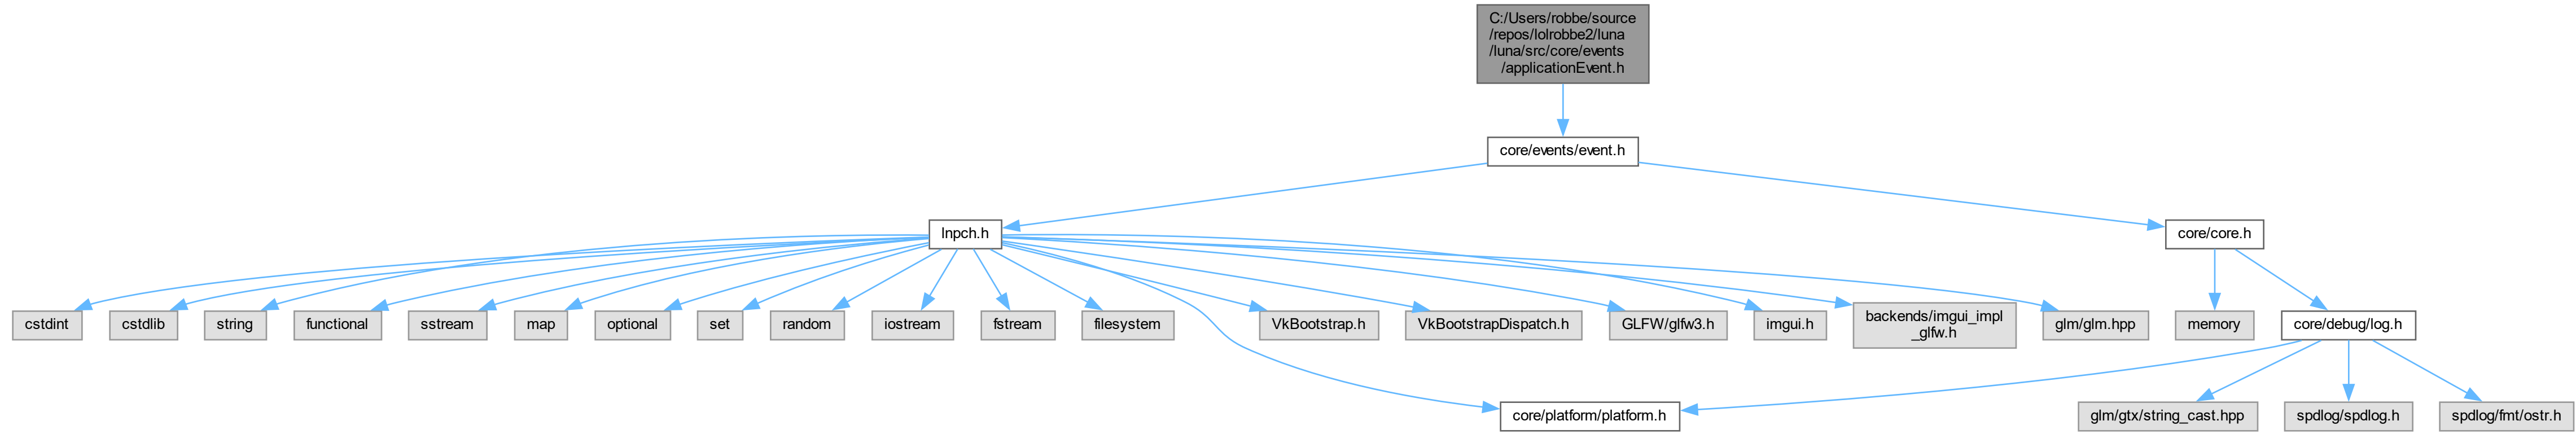 C:/Users/robbe/source
/repos/lolrobbe2/luna
/luna/src/core/events
/applicationEvent.h
core/events/event.h
lnpch.h
core/core.h
cstdint
cstdlib
string
functional
sstream
map
optional
set
random
iostream
fstream
filesystem
VkBootstrap.h
VkBootstrapDispatch.h
GLFW/glfw3.h
imgui.h
backends/imgui_impl
_glfw.h
glm/glm.hpp
memory
core/debug/log.h
core/platform/platform.h
glm/gtx/string_cast.hpp
spdlog/spdlog.h
spdlog/fmt/ostr.h